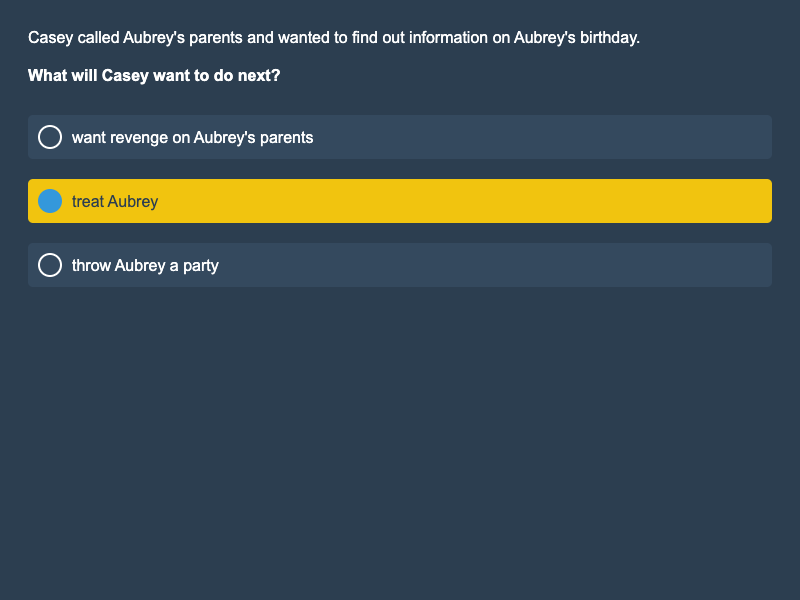 Casey called Aubrey's parents and wanted to find out information on Aubrey's birthday.
What will Casey want to do next?
want revenge on Aubrey's parents
treat Aubrey
throw Aubrey a party